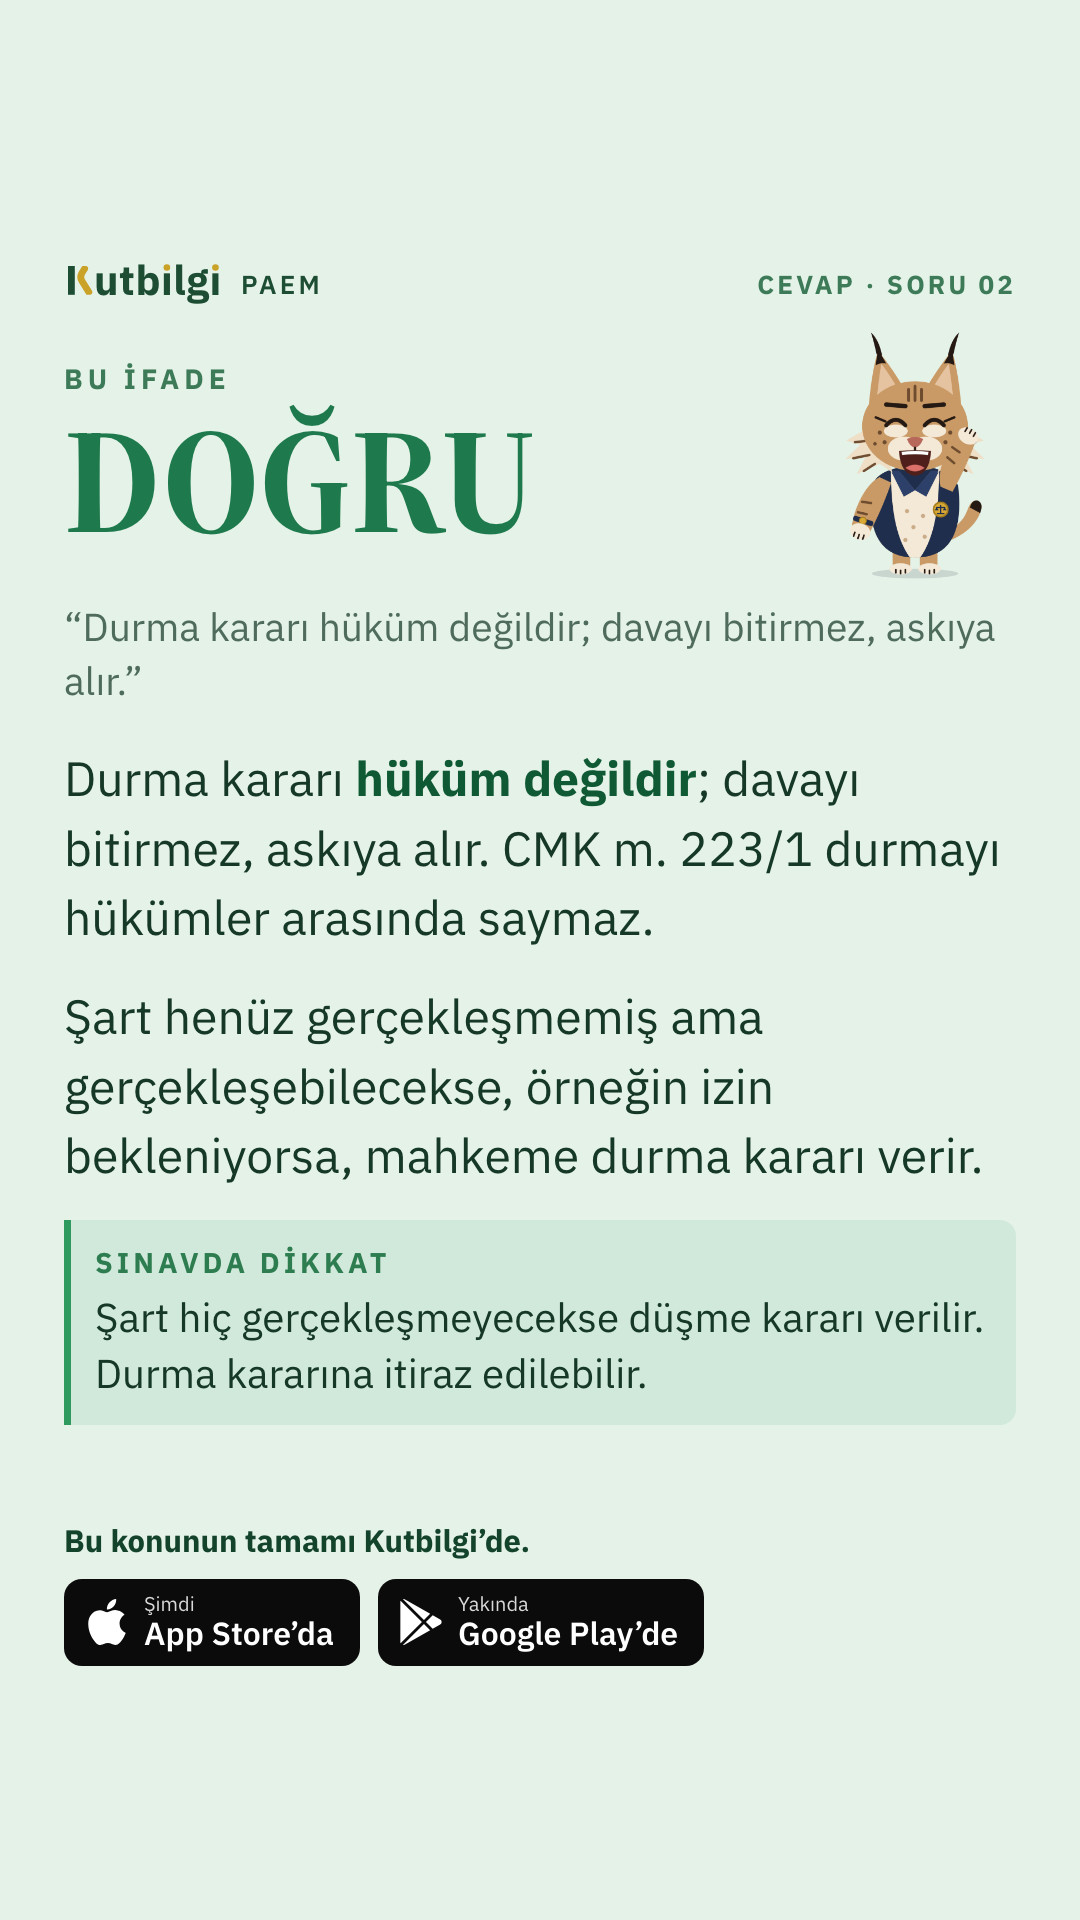 Kutbilgi PAEM
CEVAP · SORU 02
BU İFADE
DOĞRU
“Durma kararı hüküm değildir; davayı bitirmez, askıya
alır.”
Durma kararı hüküm değildir; davayı
bitirmez, askıya alır. CMK m. 223/1 durmayı
hükümler arasında saymaz.
Şart henüz gerçekleşmemiş ama
gerçekleşebilecekse, örneğin izin
bekleniyorsa, mahkeme durma kararı verir.
SINAVDA DİKKAT
Şart hiç gerçekleşmeyecekse düşme kararı verilir.
Durma kararına itiraz edilebilir.
Bu konunun tamamı Kutbilgi’de.
Şimdi
App Store’da
Yakında
Google Play’de